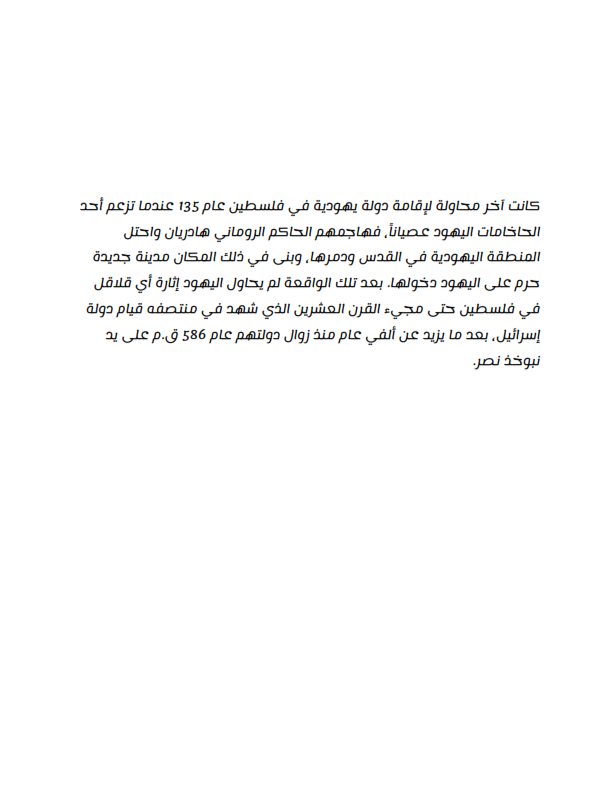 كانت آخر محاولة لإقامة دولة يهودية في فلسطين عام 135 عندما تزعم أحد
الحاخامات اليهود عصياناً، فهاجمهم الحاكم الروماني هادريان واحتل
المنطقة اليهودية في القدس ودمرها، وبنى في ذلك المكان مدينة جديدة
حرم على اليهود دخولها. بعد تلك الواقعة لم يحاول اليهود إثارة أي قلاقل
في فلسطين حتى مجيء القرن العشرين الذي شهد في منتصفه قيام دولة
إسرائيل، بعد ما يزيد عن ألفي عام منذ زوال دولتهم عام 586 ق.م على يد
نبوخذ نصر.